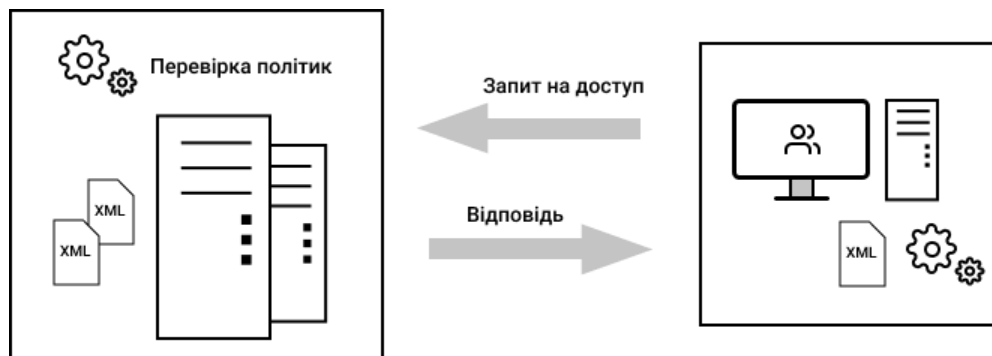 Перевірка політик
XML
XML
Запит на доступ
Відповідь
XML